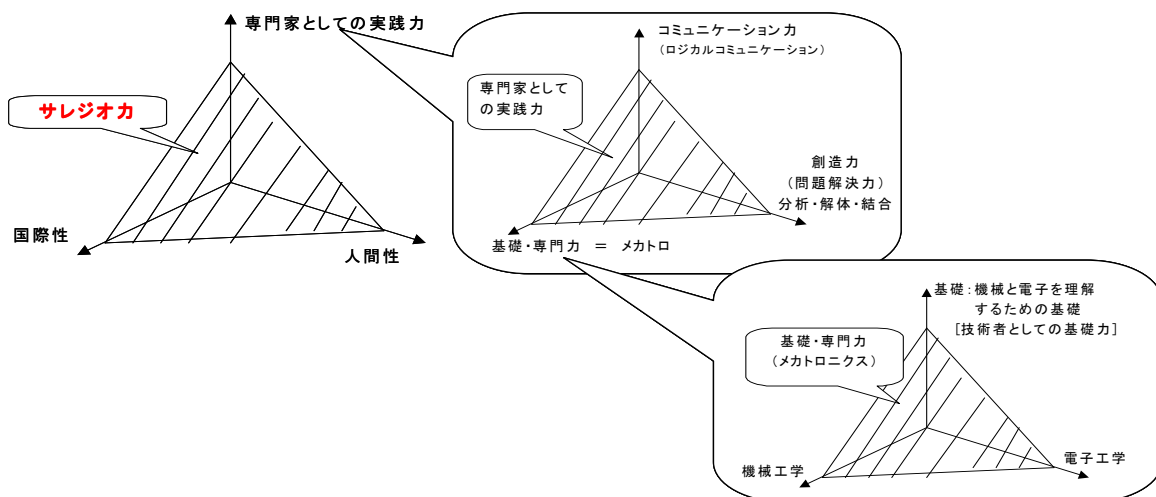 専門家としての実践力
サレジオ力
国際性
人間性
コミュニケーション力
（ロジカルコミュニケーション）
専門家として
の実践力
創造力
（問題解決力）
分析・解体・結合
基礎・専門力 ＝ メカトロ
基礎：機械と電子を理解
するための基礎
［技術者としての基礎力］
基礎・専門力
（メカトロニクス）
機械工学
電子工学